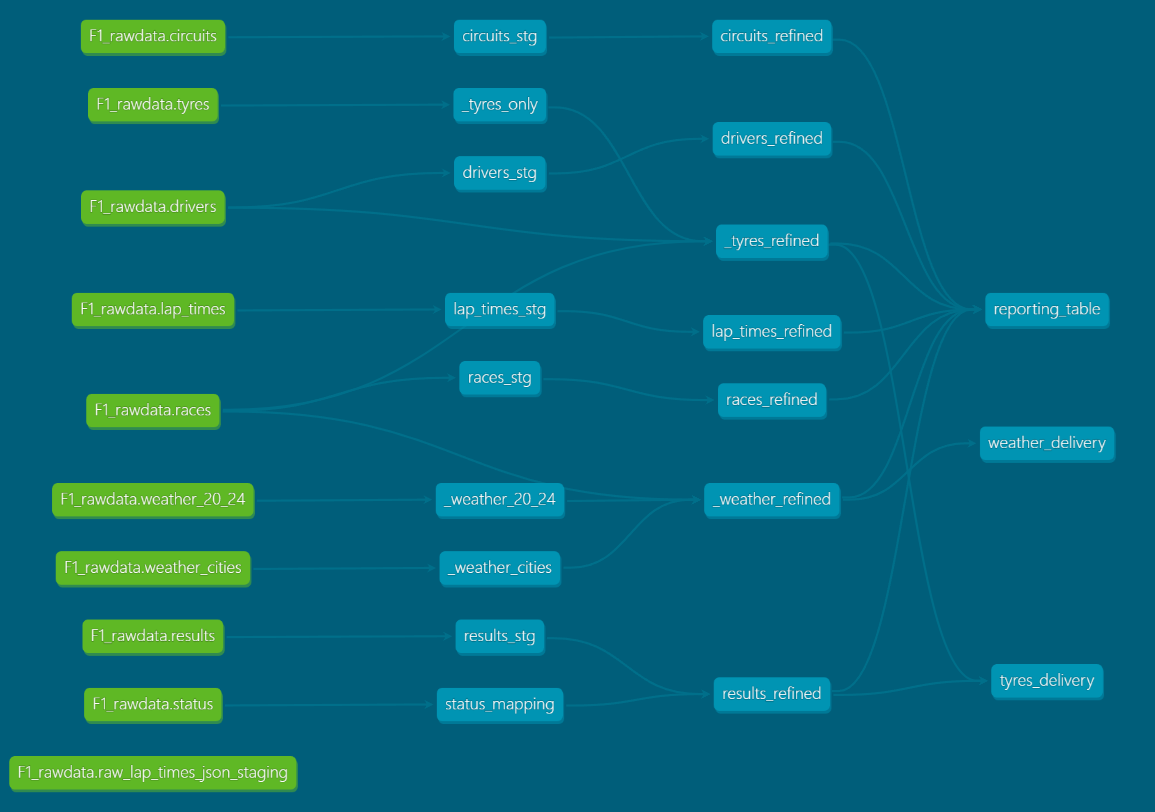 F1_rawdata.circuits
circuits_stg
circuits_refined
F1_rawdata.tyres
_tyres_only
drivers_refined
drivers_stg
F1_rawdata.drivers
_tyres_refined
F1_rawdata.lap_times
lap_times_stg
reporting_table
lap_times_refined
races_stg
races_refined
F1_rawdata.races
weather_delivery
F1_rawdata.weather_20_24
_weather_20_24
_weather_refined
F1_rawdata.weather_cities
_weather_cities
F1_rawdata.results
results_stg
tyres_delivery
results_refined
F1_rawdata.status
status_mapping
F1_rawdata.raw_lap_times_json_staging